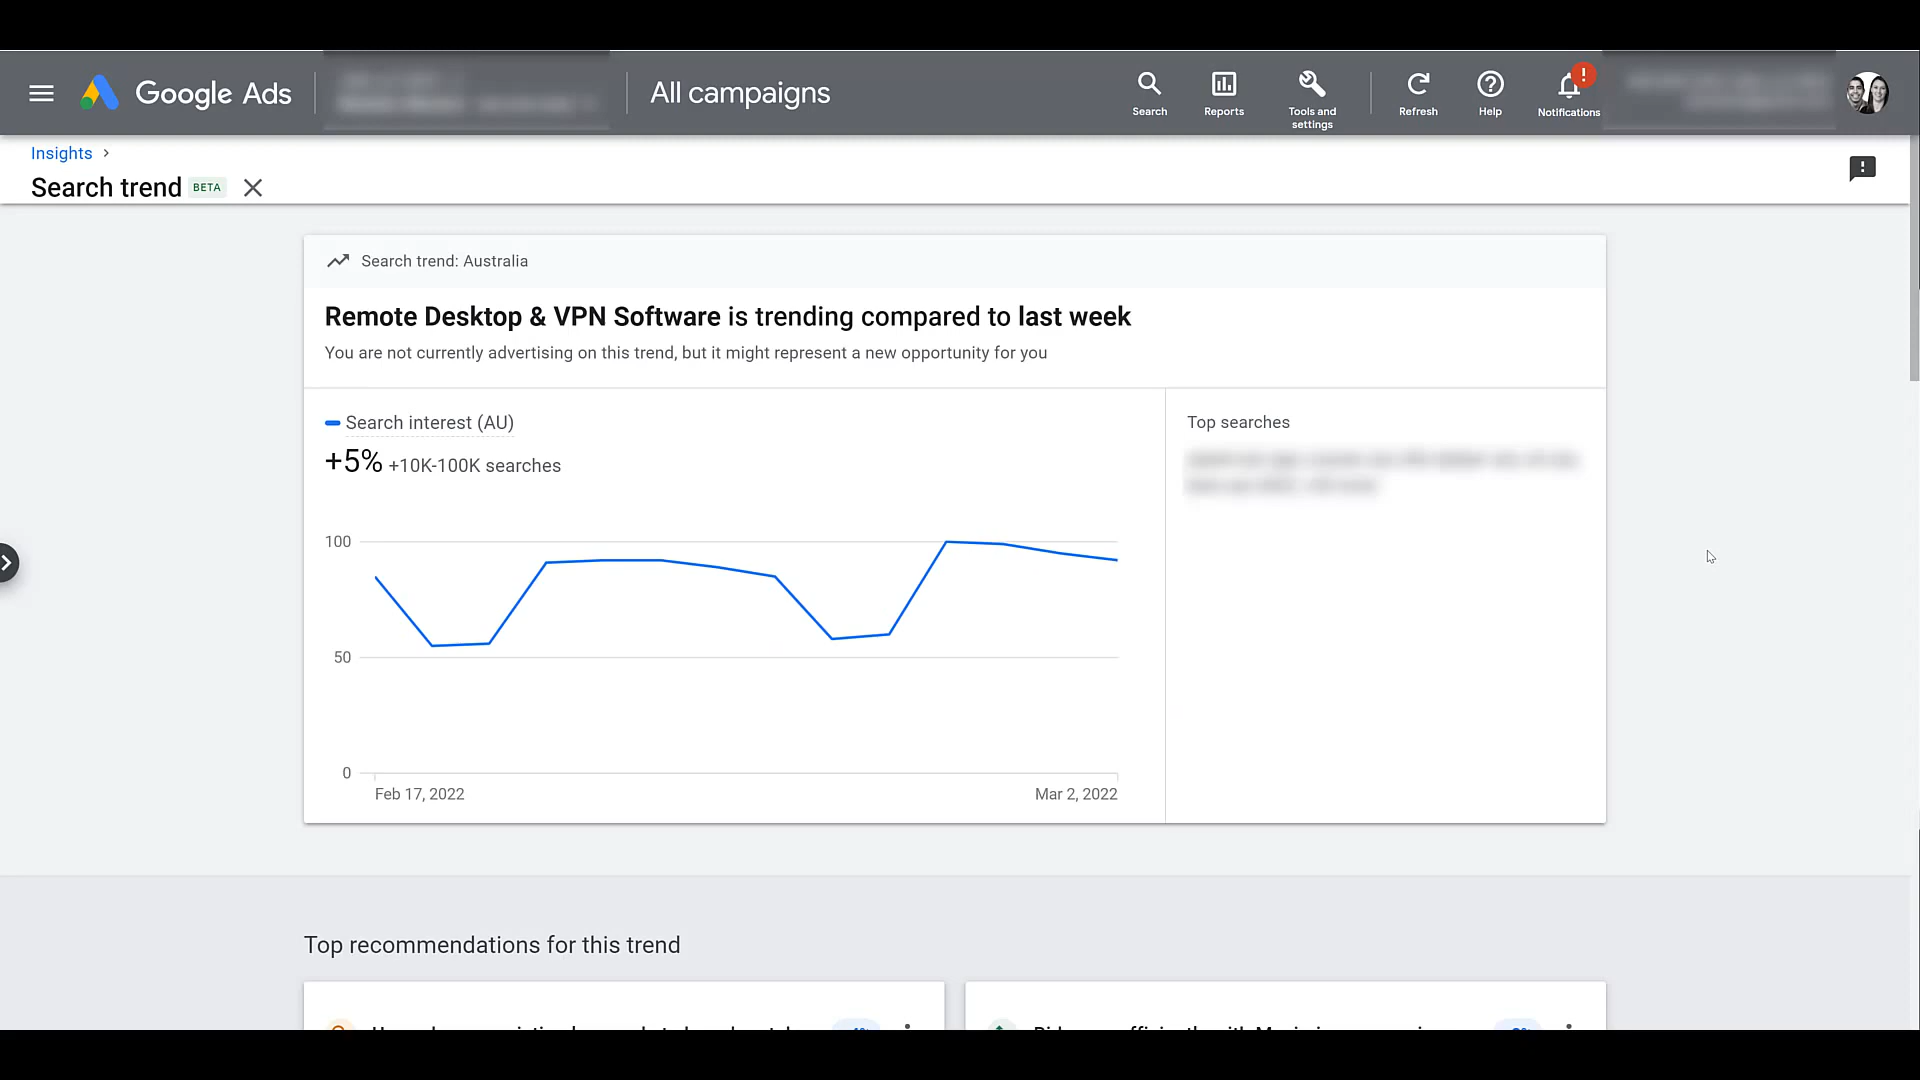 Google Ads
All campaigns
Search
Reports
Tools and
settings
Refresh
Help
!
Notifications
Insights
Search trend BETA
Search trend: Australia
Remote Desktop & VPN Software is trending compared to last week
You are not currently advertising on this trend, but it might represent a new opportunity for you
Search interest (AU)
+5% +10K-100K searches
Top searches
100
50
0
Feb 17, 2022
Mar 2, 2022
Top recommendations for this trend